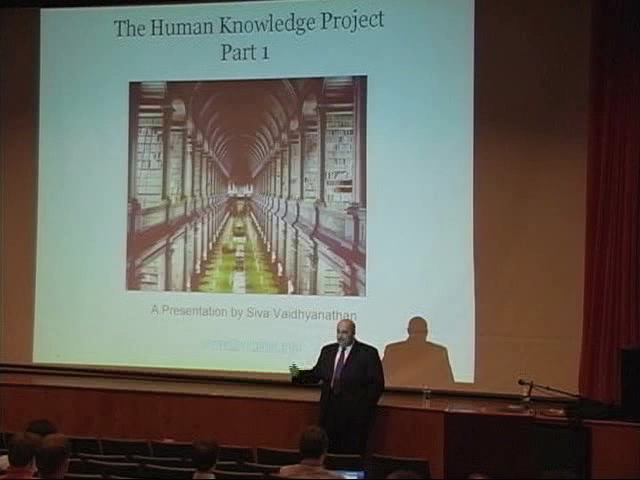 The Human Knowledge Project
Part 1
A Presentation by Siva Vaidhyanathan